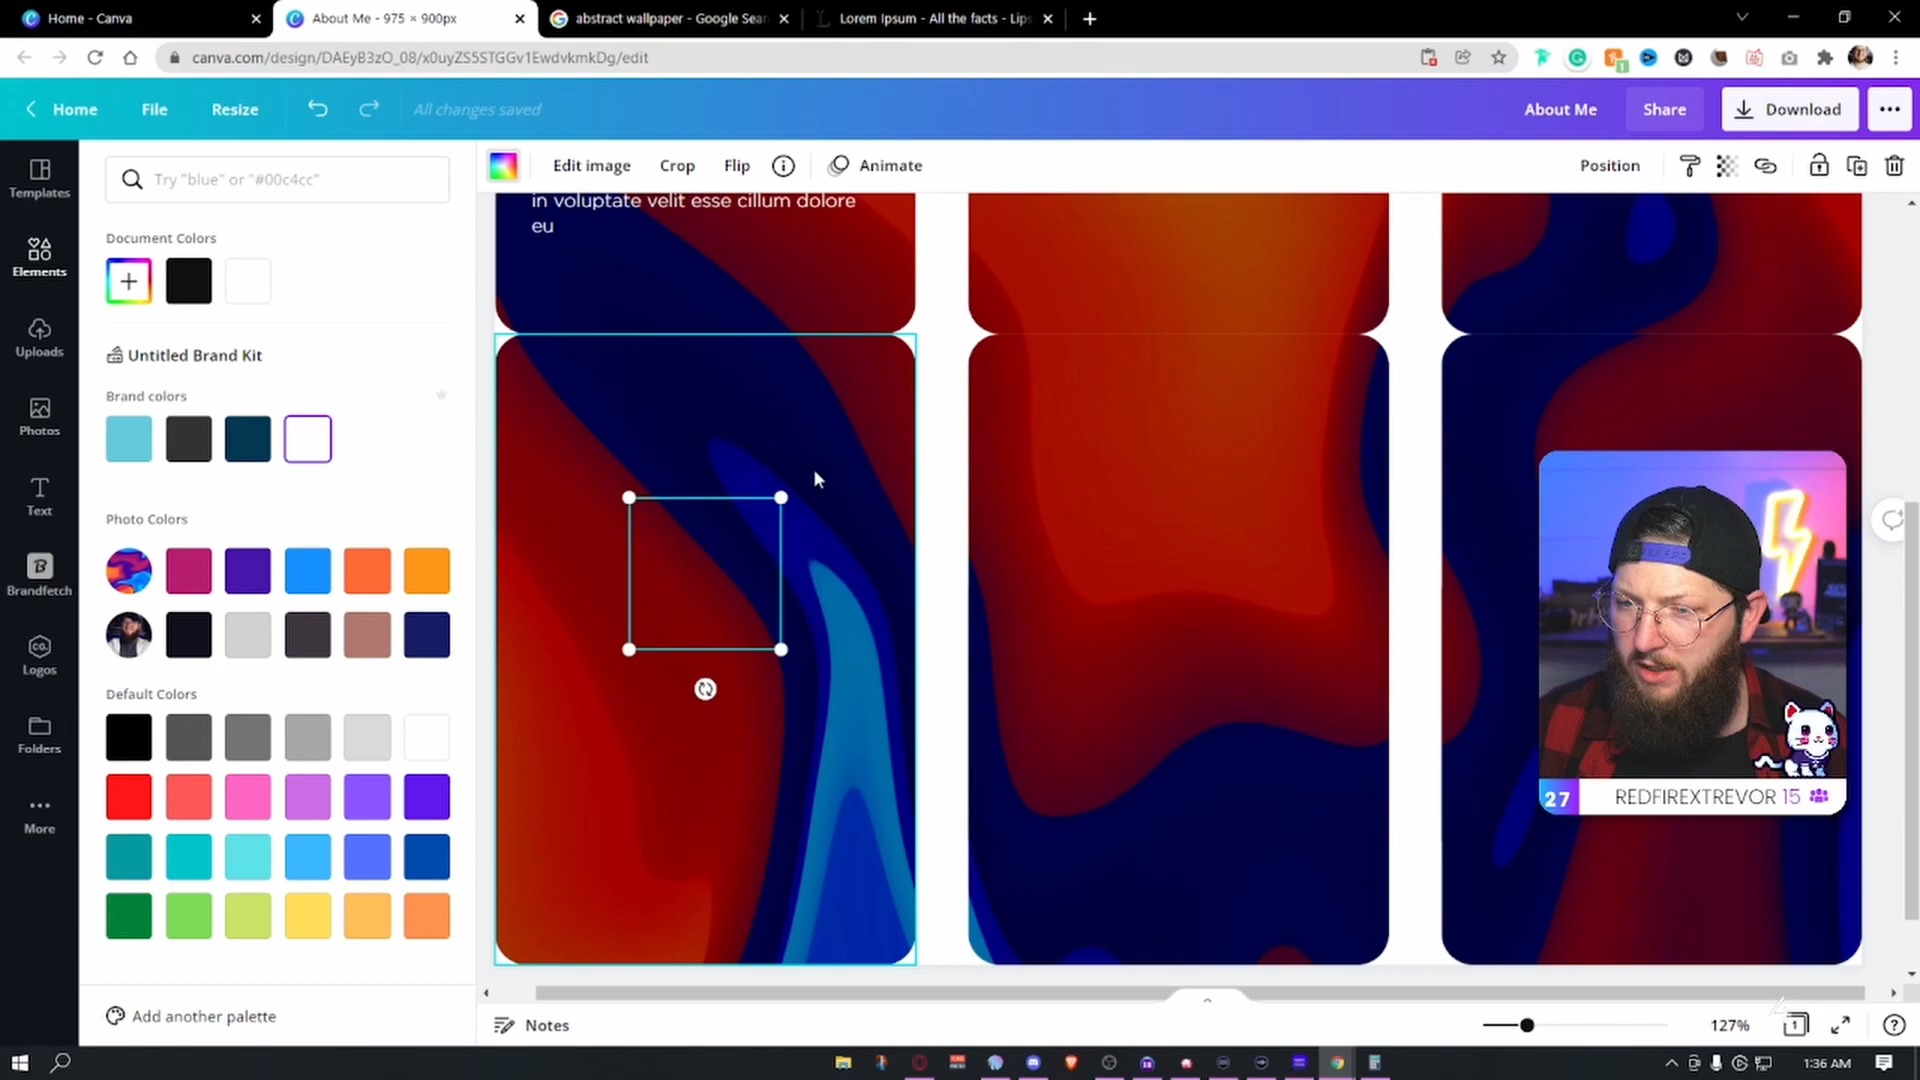 Home - Canva
About Me - 975 × 900px
abstract wallpaper - Google Sear
Lorem Ipsum - All the facts - Lips
canva.com/design/DAEyB3zO_08/x0uyZS5STGGv1EwdvkmkDg/edit
Home
File
Resize
All changes saved
About Me
Share
Download
Templates
Elements
Uploads
Photos
Text
Brandfetch
Logos
Folders
More
Try "blue" or "#00c4cc"
Document Colors
Untitled Brand Kit
Brand colors
Photo Colors
Default Colors
Add another palette
Edit image
Crop
Flip
Animate
Position
in voluptate velit esse cillum dolore
eu
27
REDFIREXTREVOR 15
Notes
127%
1
1:36 AM